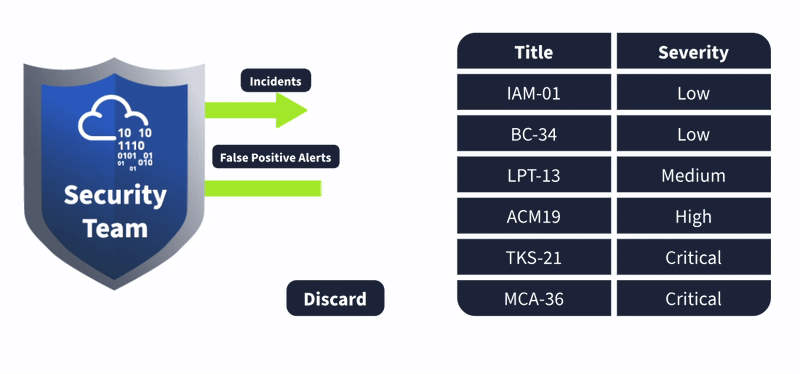 10 10
1110
0101 01
01 010
01
Security
Team
Incidents
False Positive Alerts
Discard
Title Severity
IAM-01 Low
BC-34 Low
LPT-13 Medium
ACM19 High
TKS-21 Critical
MCA-36 Critical